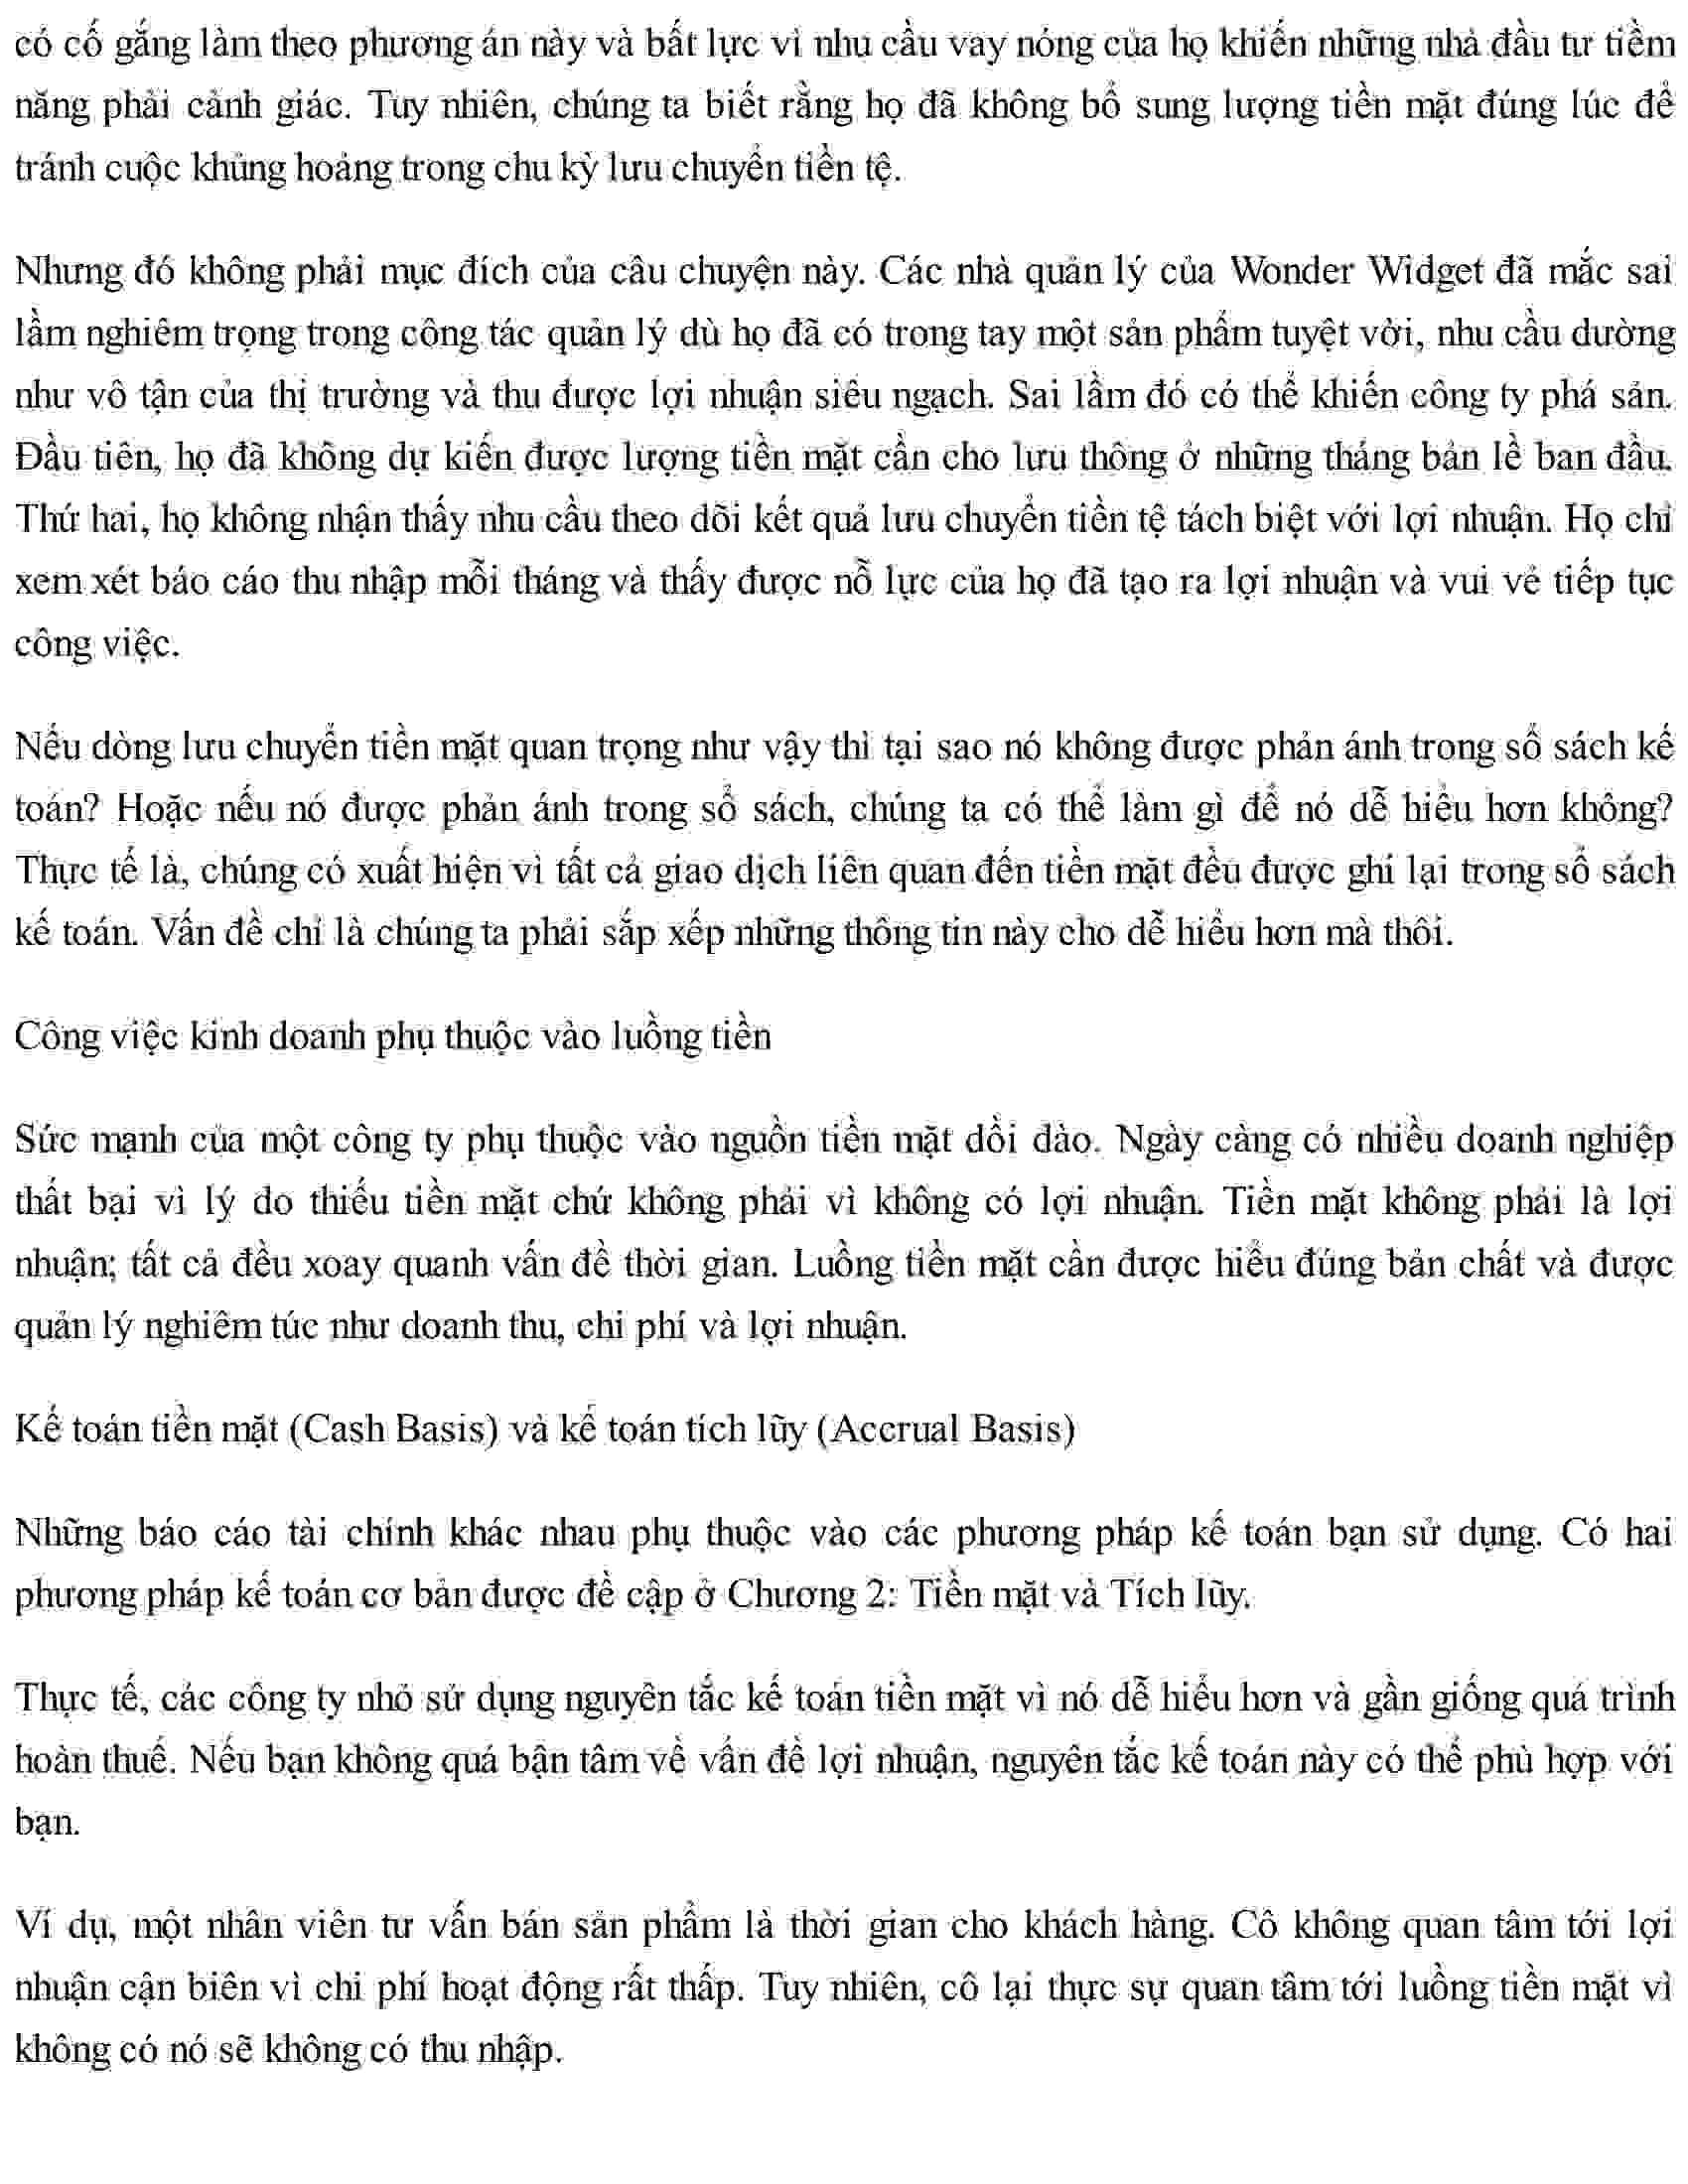 có cố gắng làm theo phương án này và bất lực vì nhu cầu vay nóng của họ khiến những nhà đầu tư tiềm
năng phải cảnh giác. Tuy nhiên, chúng ta biết rằng họ đã không bổ sung lượng tiền mặt đúng lúc để
tránh cuộc khủng hoảng trong chu kỳ lưu chuyển tiền tệ.
Nhưng đó không phải mục đích của câu chuyện này. Các nhà quản lý của Wonder Widget đã mắc sai
lầm nghiêm trọng trong công tác quản lý dù họ đã có trong tay một sản phẩm tuyệt vời, nhu cầu dường
như vô tận của thị trường và thu được lợi nhuận siêu ngạch. Sai lầm đó có thể khiến công ty phá sản.
Đầu tiên, họ đã không dự kiến được lượng tiền mặt cần cho lưu thông ở những tháng bản lề ban đầu.
Thứ hai, họ không nhận thấy nhu cầu theo dõi kết quả lưu chuyển tiền tệ tách biệt với lợi nhuận. Họ chỉ
xem xét báo cáo thu nhập mỗi tháng và thấy được nỗ lực của họ đã tạo ra lợi nhuận và vui vẻ tiếp tục
công việc.
Nếu dòng lưu chuyển tiền mặt quan trọng như vậy thì tại sao nó không được phản ánh trong sổ sách kế
toán? Hoặc nếu nó được phản ánh trong sổ sách, chúng ta có thể làm gì để nó dễ hiểu hơn không?
Thực tế là, chúng có xuất hiện vì tất cả giao dịch liên quan đến tiền mặt đều được ghi lại trong sổ sách
kế toán. Vấn đề chỉ là chúng ta phải sắp xếp những thông tin này cho dễ hiểu hơn mà thôi.
Công việc kinh doanh phụ thuộc vào luồng tiền
Sức mạnh của một công ty phụ thuộc vào nguồn tiền mặt dồi dào. Ngày càng có nhiều doanh nghiệp
thất bại vì lý do thiếu tiền mặt chứ không phải vì không có lợi nhuận. Tiền mặt không phải là lợi
nhuận; tất cả đều xoay quanh vấn đề thời gian. Luồng tiền mặt cần được hiểu đúng bản chất và được
quản lý nghiêm túc như doanh thu, chi phí và lợi nhuận.
Kế toán tiền mặt (Cash Basis) và kế toán tích lũy (Accrual Basis)
Những báo cáo tài chính khác nhau phụ thuộc vào các phương pháp kế toán bạn sử dụng. Có hai
phương pháp kế toán cơ bản được đề cập ở Chương 2: Tiền mặt và Tích lũy.
Thực tế, các công ty nhỏ sử dụng nguyên tắc kế toán tiền mặt vì nó dễ hiểu hơn và gần giống quá trình
hoàn thuế. Nếu bạn không quá bận tâm về vấn đề lợi nhuận, nguyên tắc kế toán này có thể phù hợp với
bạn.
Ví dụ, một nhân viên tư vấn bán sản phẩm là thời gian cho khách hàng. Cô không quan tâm tới lợi
nhuận cận biên vì chi phí hoạt động rất thấp. Tuy nhiên, cô lại thực sự quan tâm tới luồng tiền mặt vì
không có nó sẽ không có thu nhập.